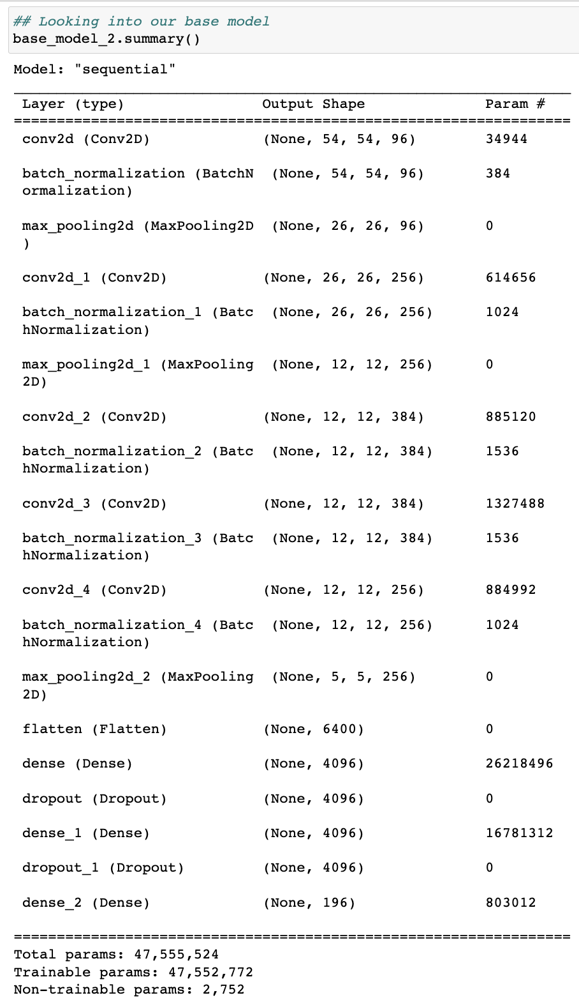 ## Looking into our base model
base_model_2.summary()
Model: "sequential"
_________________________________________________________________
Layer (type) Output Shape Param #
=================================================================
conv2d (Conv2D) (None, 54, 54, 96) 34944
batch_normalization (BatchN (None, 54, 54, 96) 384
ormalization)
max_pooling2d (MaxPooling2D (None, 26, 26, 96) 0
)
conv2d_1 (Conv2D) (None, 26, 26, 256) 614656
batch_normalization_1 (Batc (None, 26, 26, 256) 1024
hNormalization)
max_pooling2d_1 (MaxPooling (None, 12, 12, 256) 0
2D)
conv2d_2 (Conv2D) (None, 12, 12, 384) 885120
batch_normalization_2 (Batc (None, 12, 12, 384) 1536
hNormalization)
conv2d_3 (Conv2D) (None, 12, 12, 384) 1327488
batch_normalization_3 (Batc (None, 12, 12, 384) 1536
hNormalization)
conv2d_4 (Conv2D) (None, 12, 12, 256) 884992
batch_normalization_4 (Batc (None, 12, 12, 256) 1024
hNormalization)
max_pooling2d_2 (MaxPooling (None, 5, 5, 256) 0
2D)
flatten (Flatten) (None, 6400) 0
dense (Dense) (None, 4096) 26218496
dropout (Dropout) (None, 4096) 0
dense_1 (Dense) (None, 4096) 16781312
dropout_1 (Dropout) (None, 4096) 0
dense_2 (Dense) (None, 196) 803012
=================================================================
Total params: 47,555,524
Trainable params: 47,552,772
Non-trainable params: 2,752